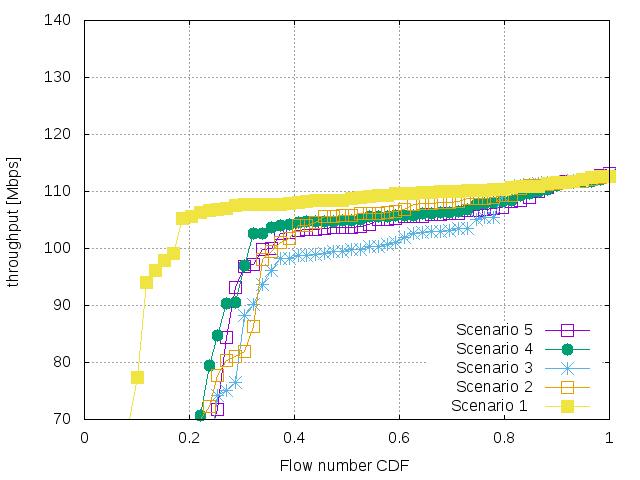 140
130
120
110
100
90
80
70
throughput [Mbps]
Scenario 5
Scenario 4
Scenario 3
Scenario 2
Scenario 1
0
0.2
0.4
0.6
0.8
1
Flow number CDF